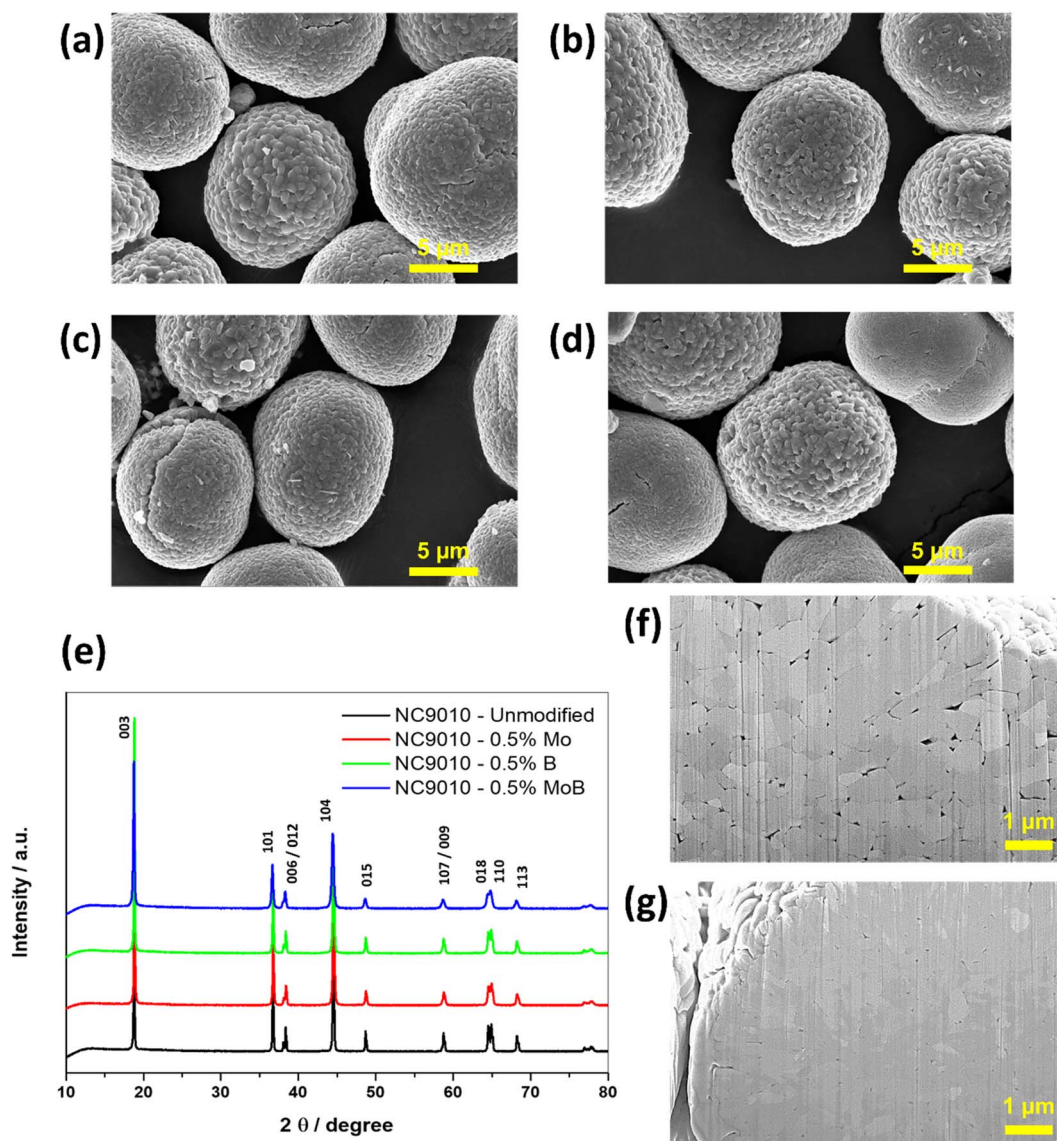 (a)
5 µm
(b)
5 µm
(c)
5 µm
(d)
5 µm
(e)
NC9010 - Unmodified
NC9010 - 0.5% Mo
NC9010 - 0.5% B
NC9010 - 0.5% MoB
003
101
006 / 012
104
015
107 / 009
018
110
113
Intensity / a.u.
10 20 30 40 50 60 70 80
2 θ / degree
(f)
1 µm
(g)
1 µm